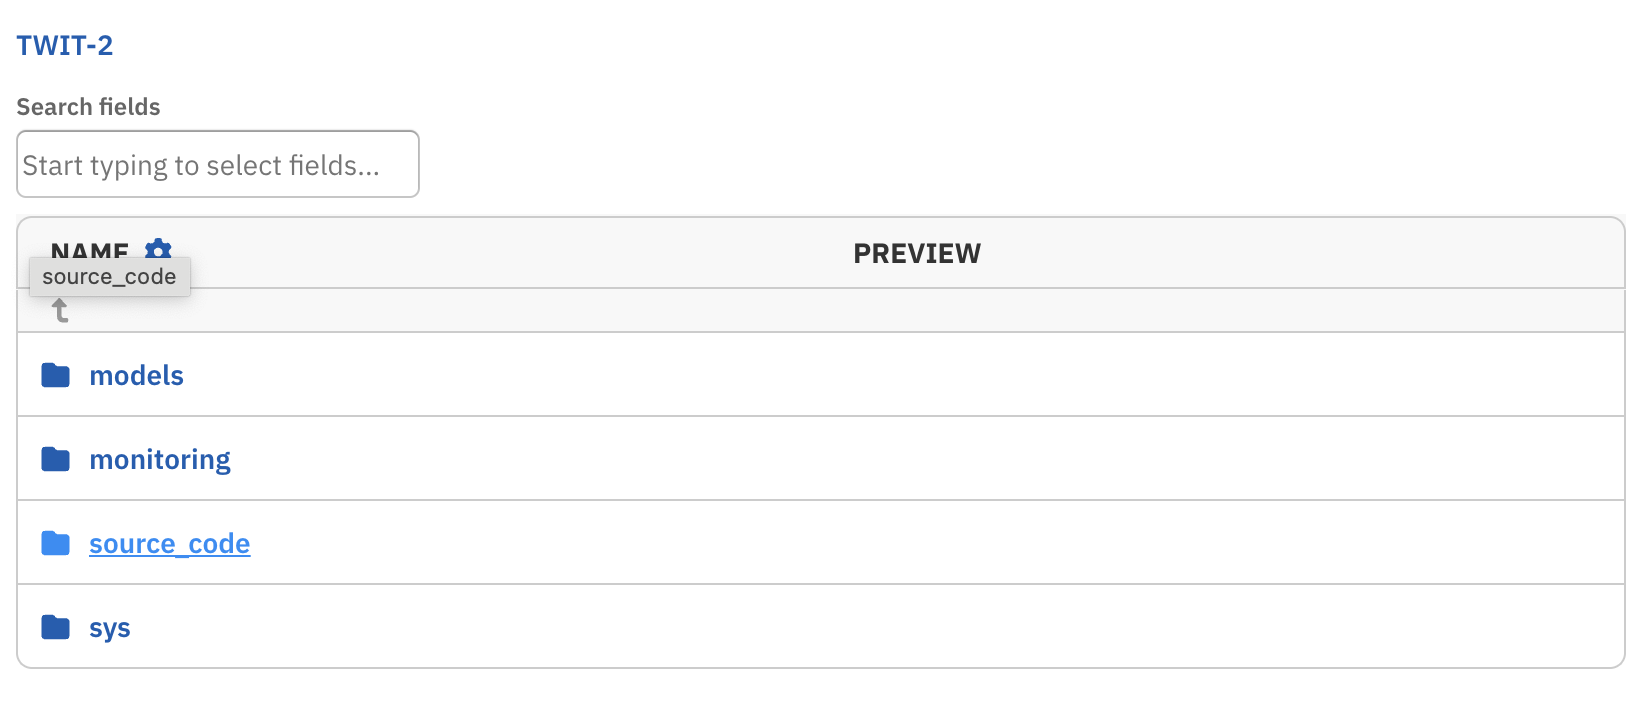 TWIT-2
Search fields
Start typing to select fields...
NAME PREVIEW
source_code
models
monitoring
source_code
sys